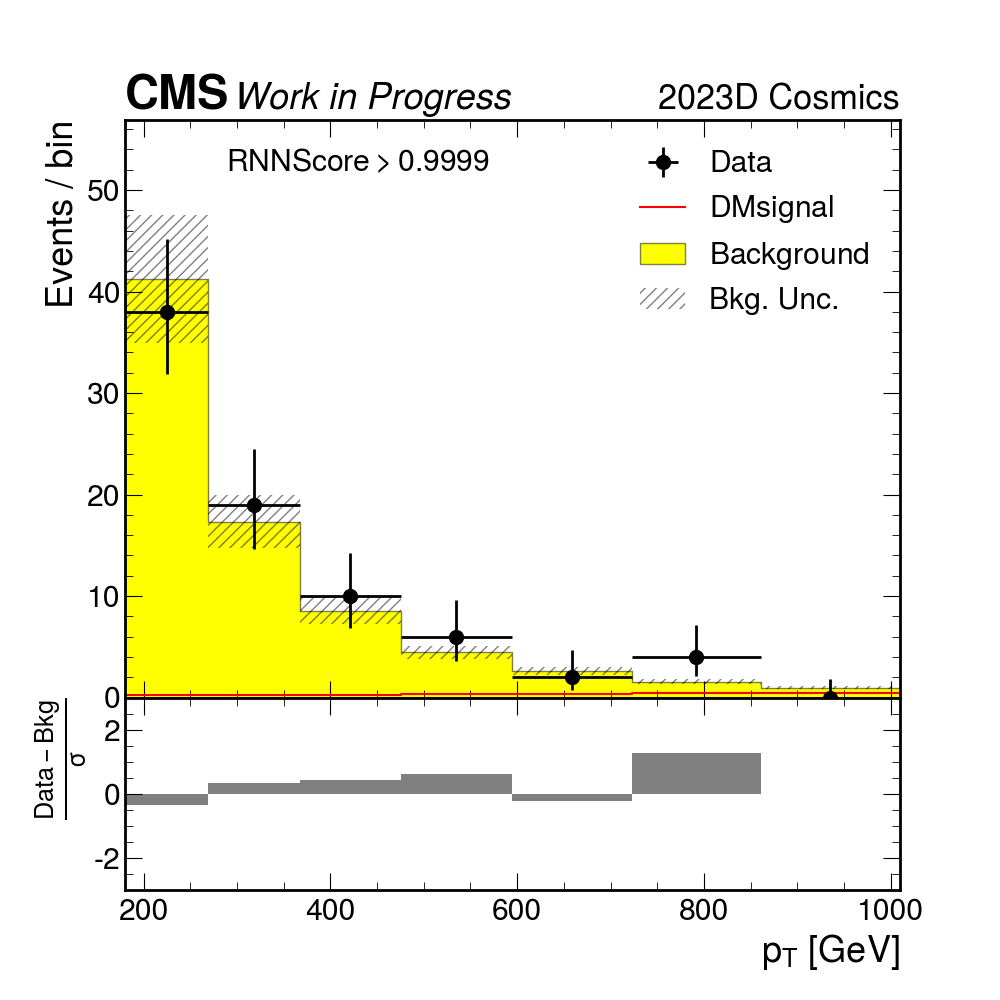 CMS Work in Progress 2023D Cosmics
Events / bin
RNNScore > 0.9999
Data
DMsignal
Background
Bkg. Unc.
50
40
30
20
10
0
Data – Bkg
σ
2
0
-2
200 400 600 800 1000
pT [GeV]